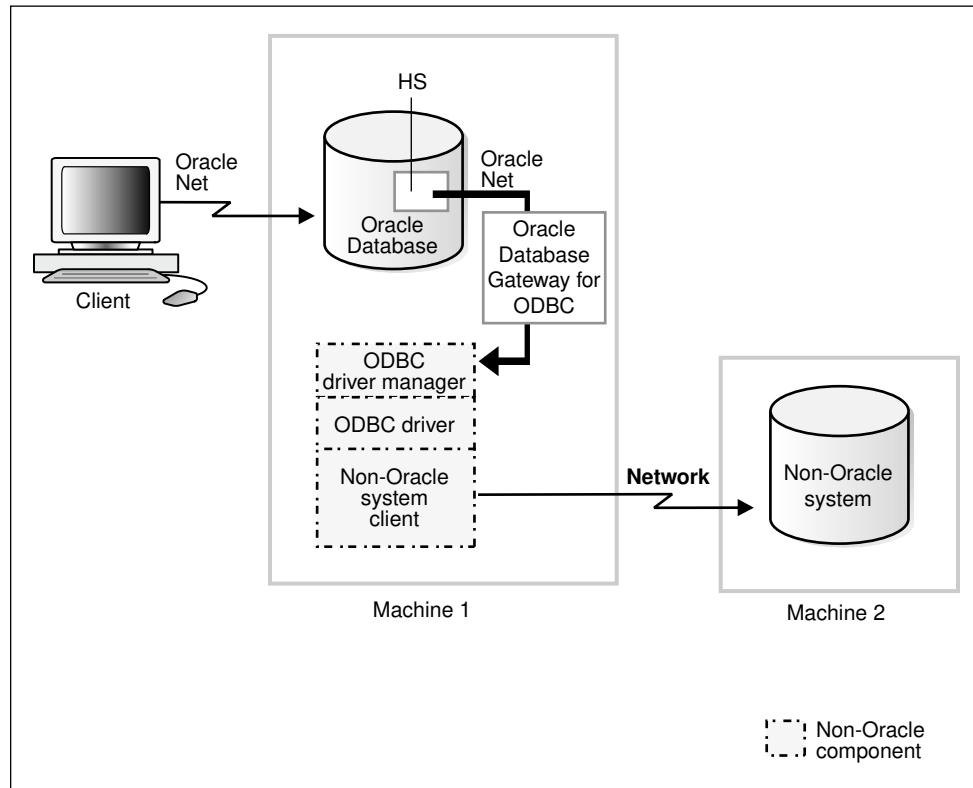 HS
Oracle
Net
Oracle
Net
Oracle
Database
Oracle
Database
Gateway for
ODBC
Client
ODBC
driver manager
ODBC driver
Non-Oracle
system
client
Network
Non-Oracle
system
Machine 1
Machine 2
Non-Oracle
component